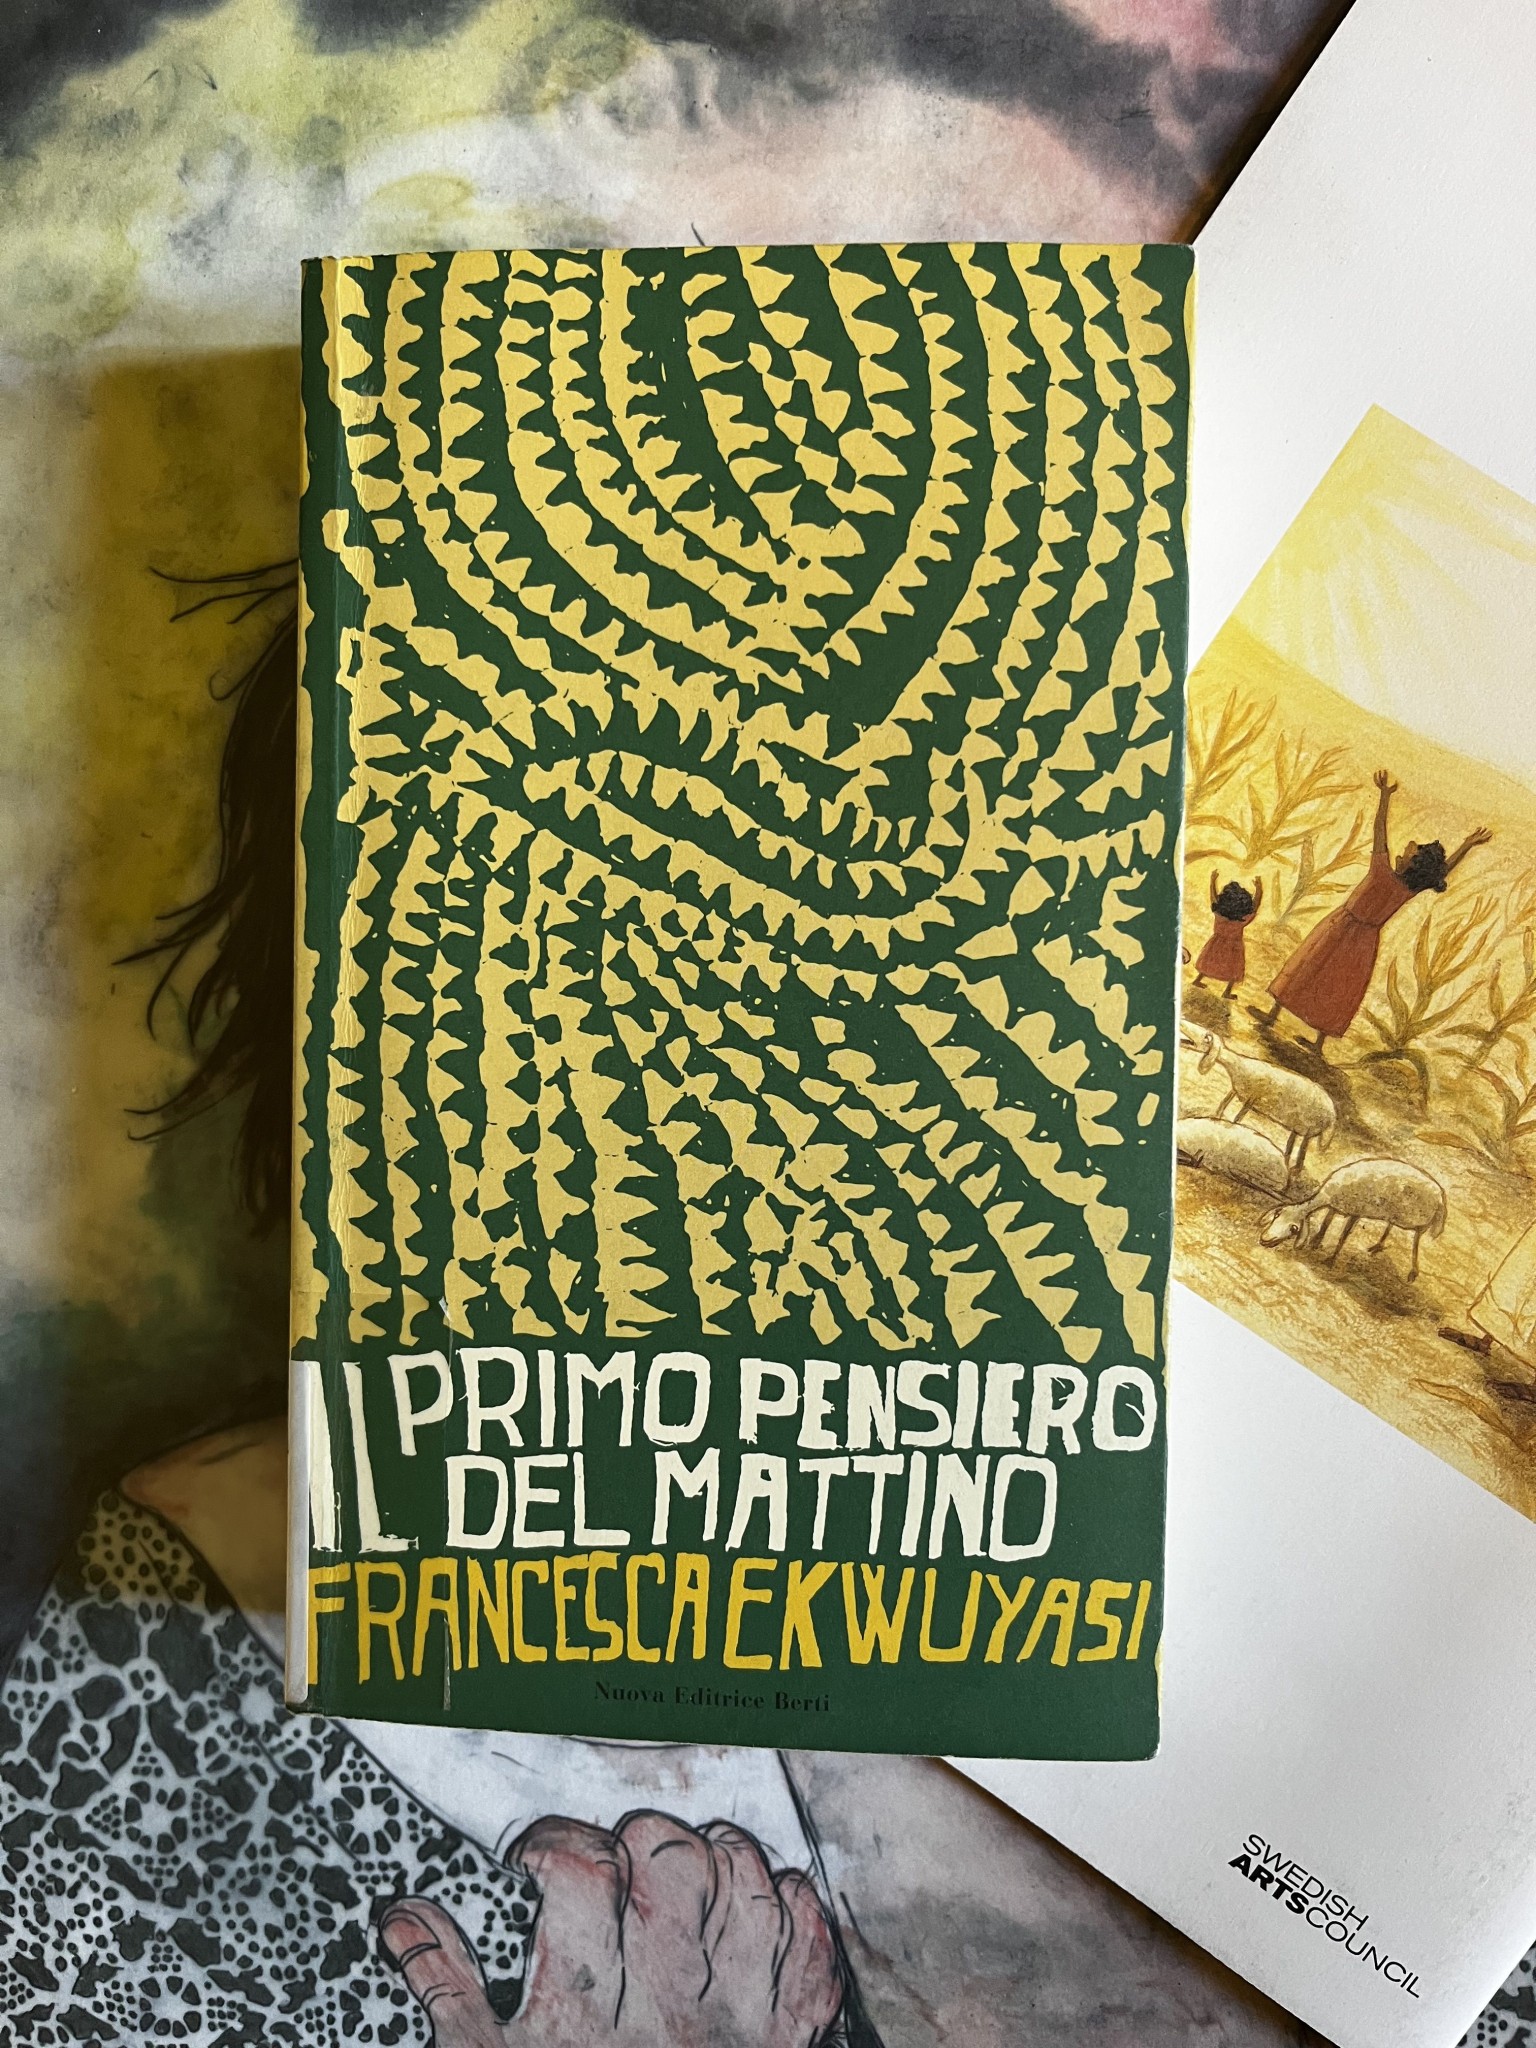 IL PRIMO PENSIERO
DEL MATTINO
FRANCESCA EKWUYASI
Nuova Editrice Berti
SWEDISH
ARTSCOUNCIL